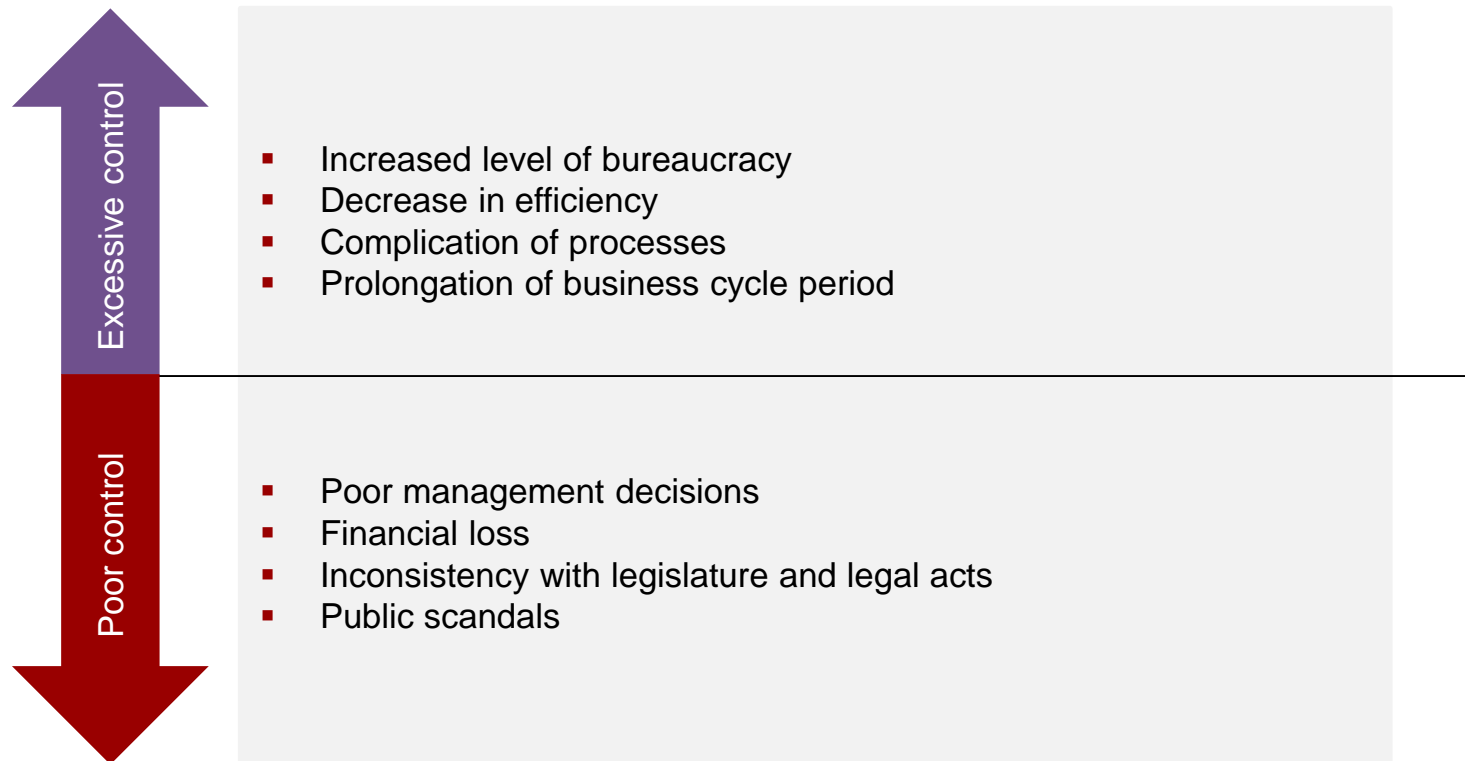 Excessive control
▪ Increased level of bureaucracy
▪ Decrease in efficiency
▪ Complication of processes
▪ Prolongation of business cycle period
Poor control
▪ Poor management decisions
▪ Financial loss
▪ Inconsistency with legislature and legal acts
▪ Public scandals